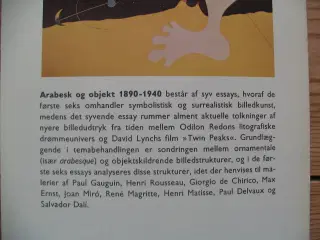 Arabesk og objekt 1890-1940 består af syv essays, hvoraf de
første seks omhandler symbolistisk og surrealistisk billedkunst,
medens det syvende essay rummer alment aktuelle tolkninger af
nyere billedudtryk fra tiden mellem Odilon Redons litografiske
drømmeunivers og David Lynchs film »Twin Peaks«. Grundlæg-
gende i temabehandlingen er sondringen mellem ornamentale
(især arabesque) og objektskildrende billedstrukturer, og i de før-
ste seks essays analyseres disse strukturer, idet der henvises til ma-
lerier af Paul Gauguin, Henri Rousseau, Giorgio de Chirico, Max
Ernst, Joan Miró, René Magritte, Henri Matisse, Paul Delvaux og
Salvador Dalí.